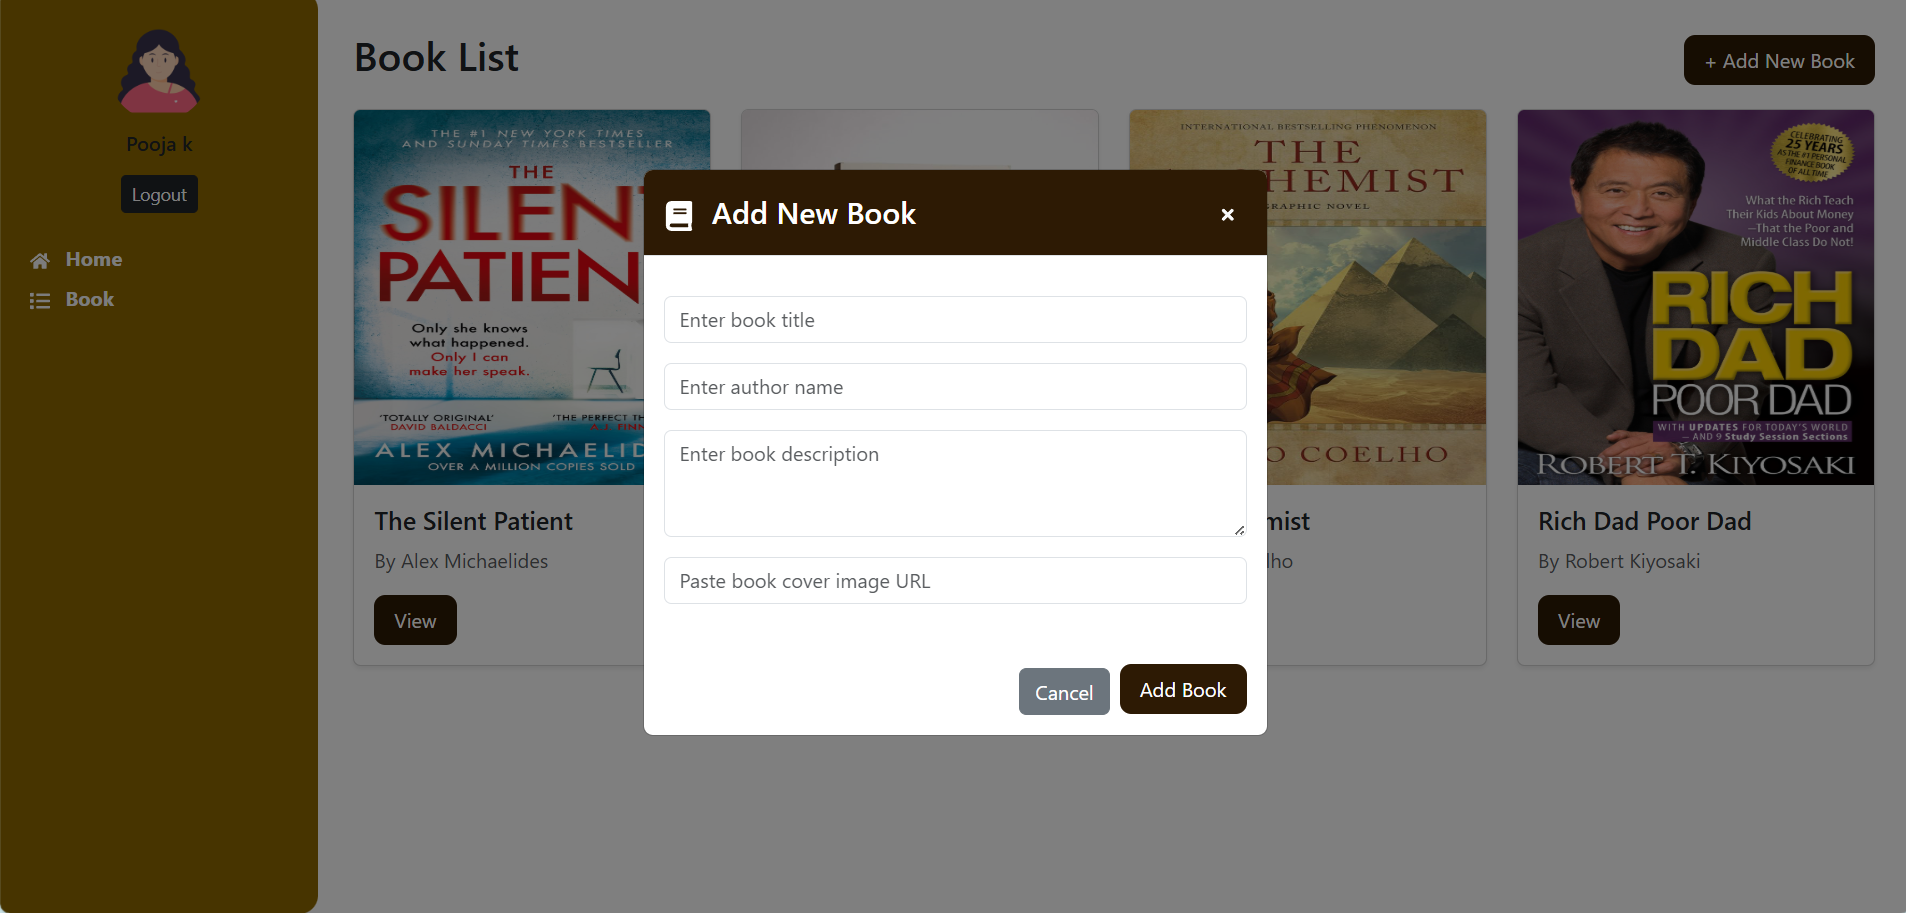 Pooja k
Logout
Home
Book
Book List
+ Add New Book
THE #1 NEW YORK TIMES
AND SUNDAY TIMES BESTSELLER
THE
SILENT
PATIEN
Only she knows
what happened.
Only I can
make her speak.
'TOTALLY ORIGINAL'
DAVID BALDACCI
'THE PERFECT TH
A.J. FINN
ALEX MICHAELID
OVER A MILLION COPIES SOLD
The Silent Patient
By Alex Michaelides
View
Add New Book
×
Enter book title
Enter author name
Enter book description
Paste book cover image URL
Cancel
Add Book
INTERNATIONAL BESTSELLING PHENOMENON
THE
HEMIST
GRAPHIC NOVEL
O COELHO
mist
lho
CELEBRATING
25 YEARS
AS THE #1 PERSONAL
FINANCE BOOK
OF ALL TIME
What the Rich Teach
Their Kids About Money
—That the Poor and
Middle Class Do Not!
RICH
DAD
POOR DAD
WITH UPDATES FOR TODAY'S WORLD
— AND 9 Study Session Sections
ROBERT T. KIYOSAKI
Rich Dad Poor Dad
By Robert Kiyosaki
View